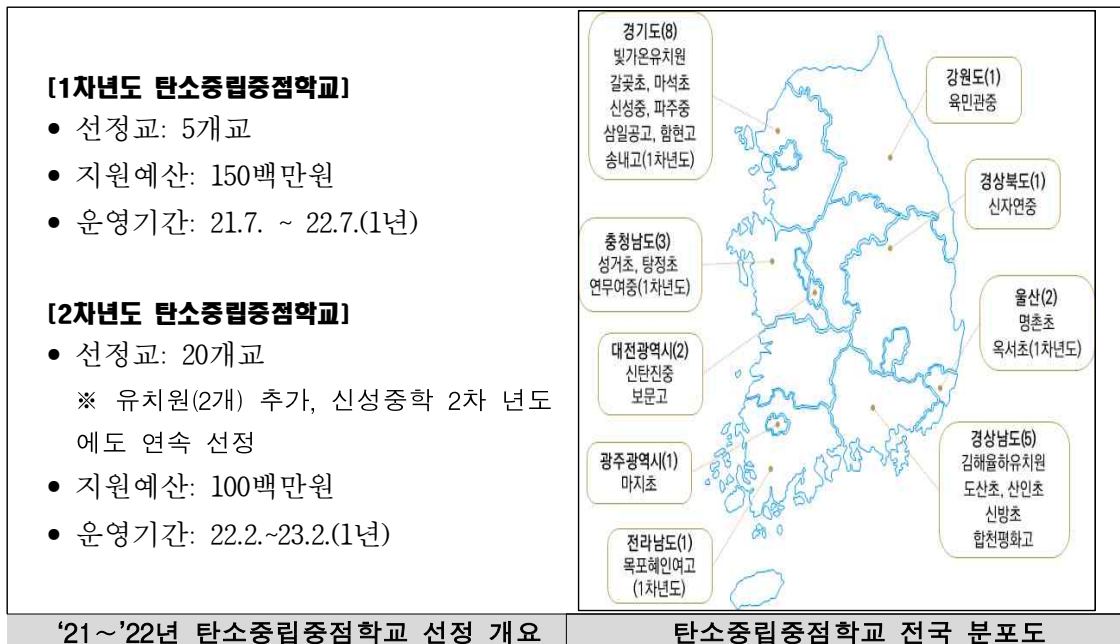 [1차년도 탄소중립중점학교]
• 선정교: 5개교
• 지원예산: 150백만원
• 운영기간: 21.7. ~ 22.7.(1년)
[2차년도 탄소중립중점학교]
• 선정교: 20개교
※ 유치원(2개) 추가, 신성중학 2차 년도
에도 연속 선정
• 지원예산: 100백만원
• 운영기간: 22.2.~23.2.(1년)
'21～'22년 탄소중립중점학교 선정 개요
경기도(8)
빛가온유치원
갈곶초, 마석초
신성중, 파주중
삼일공고, 함현고
송내고(1차년도)
강원도(1)
육민관중
경상북도(1)
신자연중
충청남도(3)
성거초, 탕정초
연무여중(1차년도)
울산(2)
명촌초
옥서초(1차년도)
대전광역시(2)
신탄진중
보문고
광주광역시(1)
마지초
경상남도(5)
김해율하유치원
도산초, 산인초
신방초
합천평화고
전라남도(1)
목포혜인여고
(1차년도)
탄소중립중점학교 전국 분포도